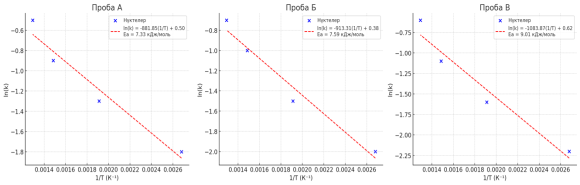 Проба А
Нүктелер
ln(k) = -881.85(1/T) + 0.50
Ea = 7.33 кДж/моль
ln(k)
−0.6
−0.8
−1.0
−1.2
−1.4
−1.6
−1.8
0.0014 0.0016 0.0018 0.0020 0.0022 0.0024 0.0026
1/T (K⁻¹)
Проба Б
Нүктелер
ln(k) = -913.31(1/T) + 0.38
Ea = 7.59 кДж/моль
ln(k)
−0.8
−1.0
−1.2
−1.4
−1.6
−1.8
−2.0
0.0014 0.0016 0.0018 0.0020 0.0022 0.0024 0.0026
1/T (K⁻¹)
Проба В
Нүктелер
ln(k) = -1083.87(1/T) + 0.62
Ea = 9.01 кДж/моль
ln(k)
−0.75
−1.00
−1.25
−1.50
−1.75
−2.00
−2.25
0.0014 0.0016 0.0018 0.0020 0.0022 0.0024 0.0026
1/T (K⁻¹)